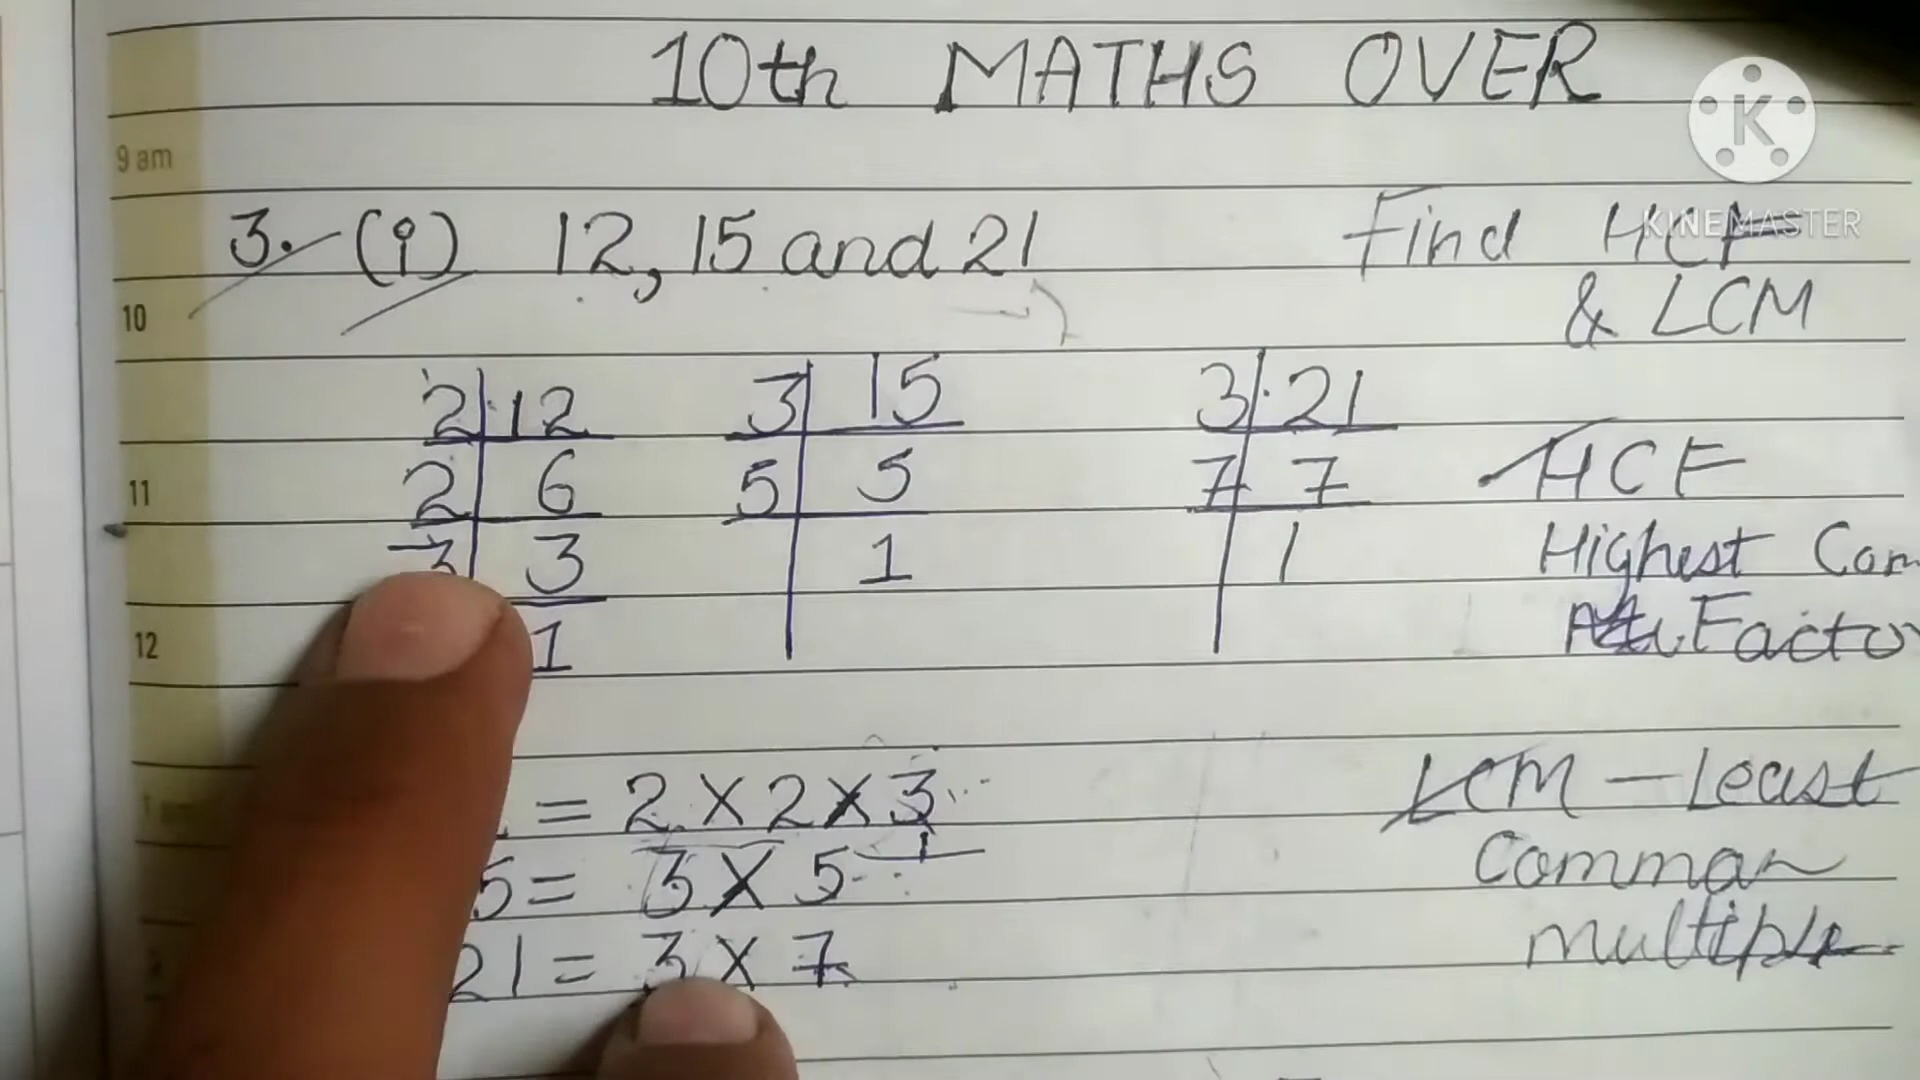 10th MATHS OVER
K
KINEMASTER
9 am
3. (i) 12, 15 and 21
Find HCF
& LCM
10
2 12
2 6
3 3
1
3 15
5 5
1
3 21
7 7
1
11
HCF
Highest Com
Factor
12
= 2 × 2 × 3
5 = 3 × 5
21 = 3 × 7
LCM - Least
Comman
multiple